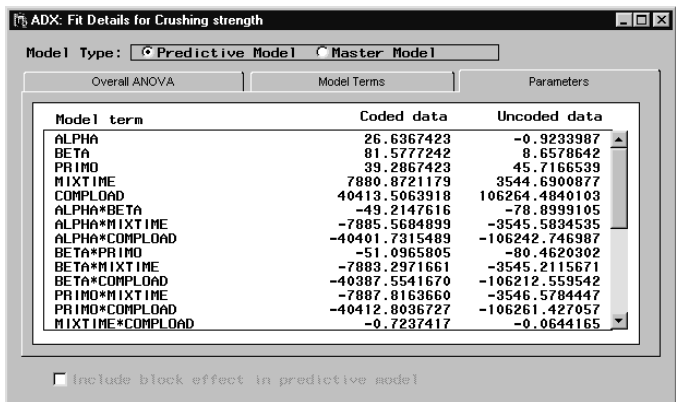 ADX: Fit Details for Crushing strength
Model Type: Predictive Model Master Model
Overall ANOVA Model Terms Parameters
Model term Coded data Uncoded data
ALPHA 26.6367423 -0.9233987
BETA 81.5777242 8.6578642
PRIMO 39.2867423 45.7166539
MIXTIME 7880.8721179 3544.6900877
COMPLOAD 40413.5063918 106264.4840103
ALPHA*BETA -49.2147616 -78.8999105
ALPHA*MIXTIME -7885.5684899 -3545.5834535
ALPHA*COMPLOAD -40401.7315489 -106242.746987
BETA*PRIMO -51.0965805 -80.4620302
BETA*MIXTIME -7883.2971661 -3545.2115671
BETA*COMPLOAD -40387.5541670 -106212.559542
PRIMO*MIXTIME -7887.8163660 -3546.5784447
PRIMO*COMPLOAD -40412.8036727 -106261.427057
MIXTIME*COMPLOAD -0.7237417 -0.0644165
Include block effect in predictive model